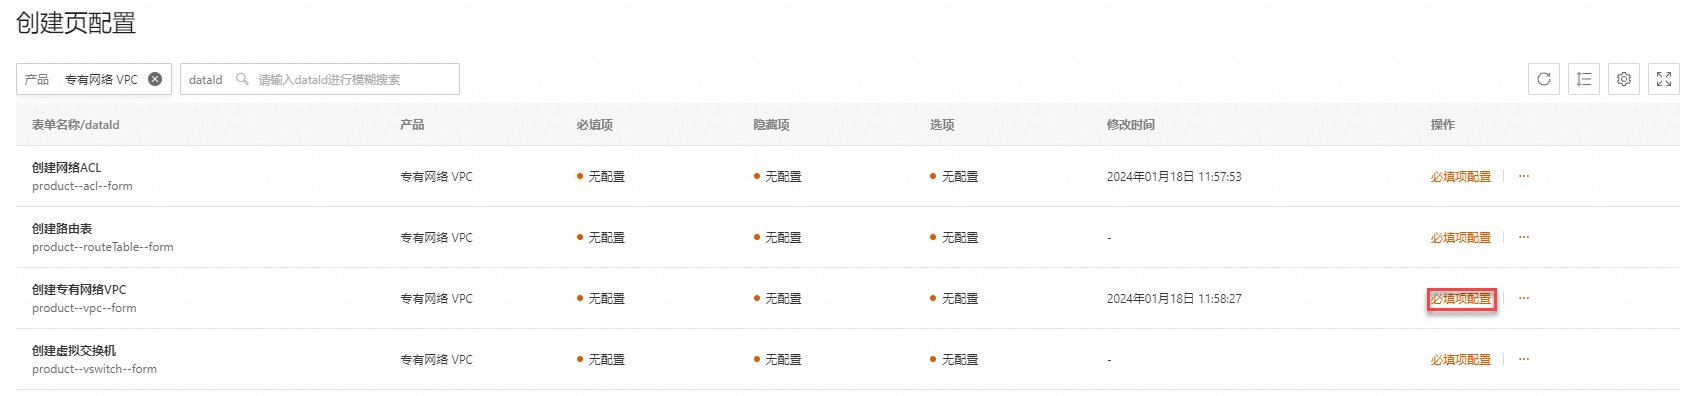 创建页配置
产品 专有网络 VPC
dataId 请输入dataId进行模糊搜索
表单名称/dataId 产品 必填项 隐藏项 选项 修改时间 操作
创建网络ACL
product--acl--form
专有网络 VPC 无配置 无配置 无配置 2024年01月18日 11:57:53 必填项配置 ...
创建路由表
product--routeTable--form
专有网络 VPC 无配置 无配置 无配置 - 必填项配置 ...
创建专有网络VPC
product--vpc--form
专有网络 VPC 无配置 无配置 无配置 2024年01月18日 11:58:27 必填项配置 ...
创建虚拟交换机
product--vswitch--form
专有网络 VPC 无配置 无配置 无配置 - 必填项配置 ...